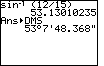 sin⁻¹ (12/15)
53.13010235
Ans▶DMS
53°7'48.368"